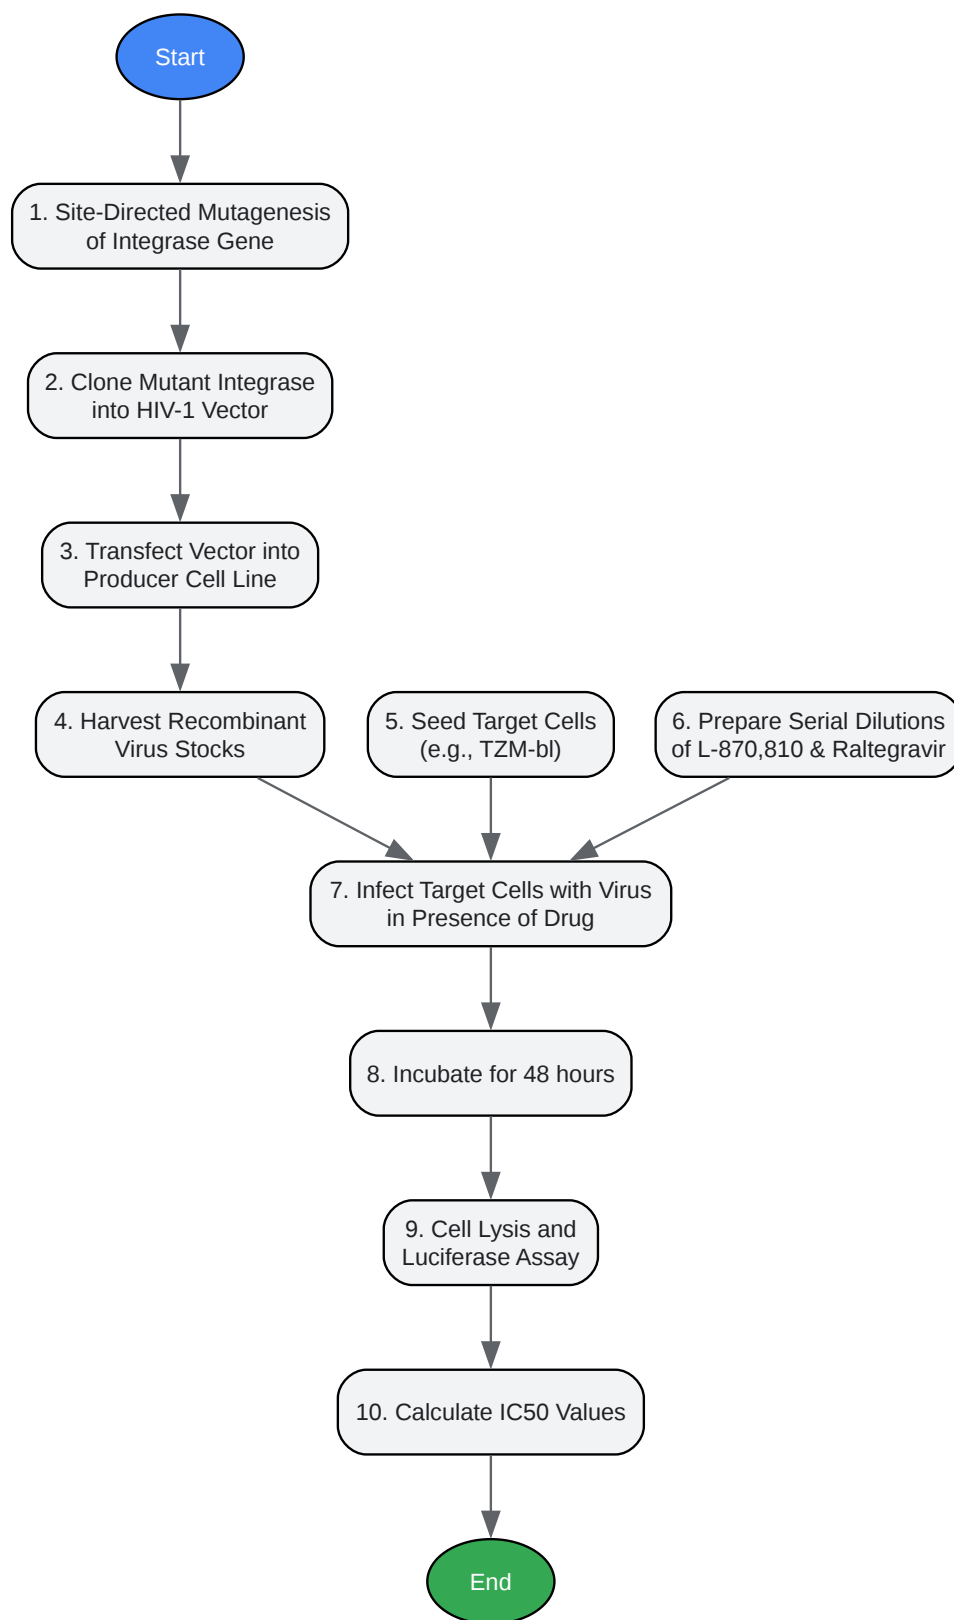 Start
1. Site-Directed Mutagenesis
of Integrase Gene
2. Clone Mutant Integrase
into HIV-1 Vector
3. Transfect Vector into
Producer Cell Line
4. Harvest Recombinant
Virus Stocks
5. Seed Target Cells
(e.g., TZM-bl)
6. Prepare Serial Dilutions
of L-870,810 & Raltegravir
7. Infect Target Cells with Virus
in Presence of Drug
8. Incubate for 48 hours
9. Cell Lysis and
Luciferase Assay
10. Calculate IC50 Values
End